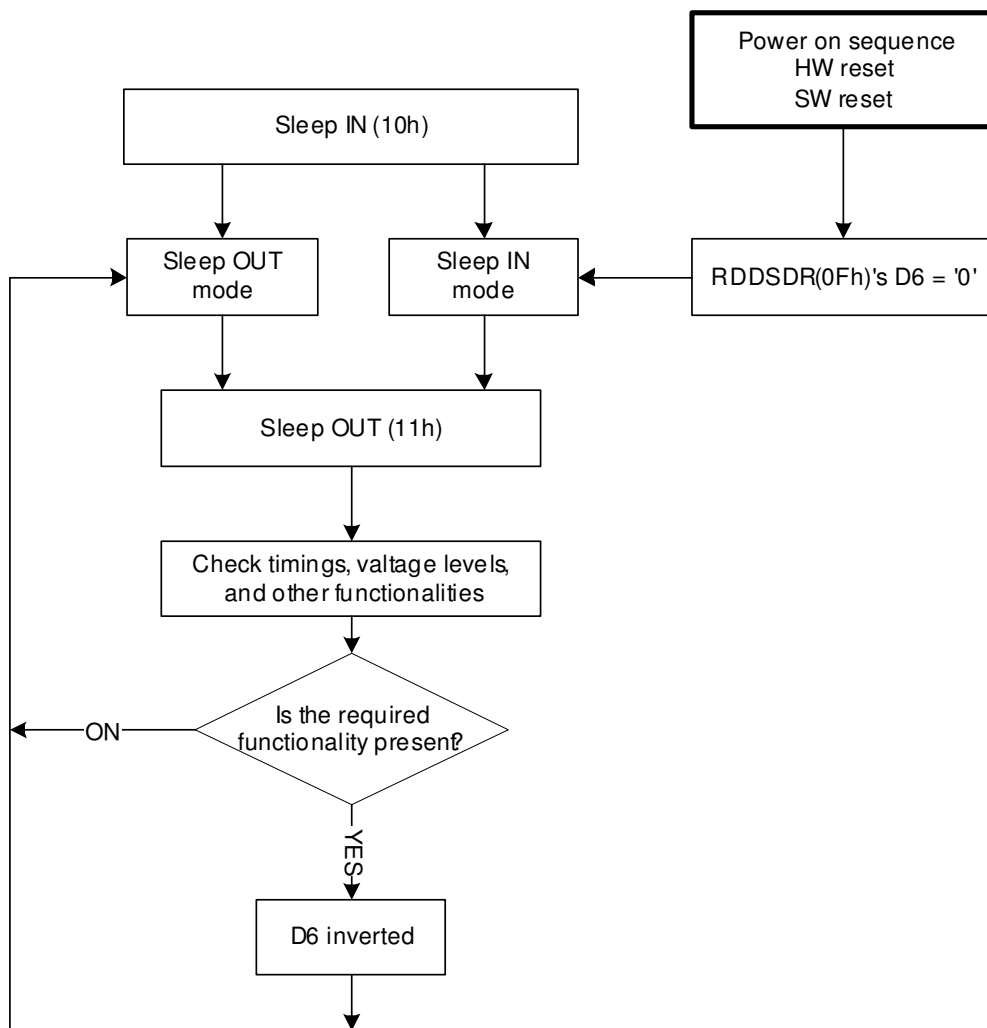 Power on sequence
HW reset
SW reset
Sleep IN (10h)
Sleep OUT
mode
Sleep IN
mode
RDDSDR(0Fh)'s D6 = '0'
Sleep OUT (11h)
Check timings, valtage levels,
and other functionalities
Is the required
functionality present?
ON
YES
D6 inverted